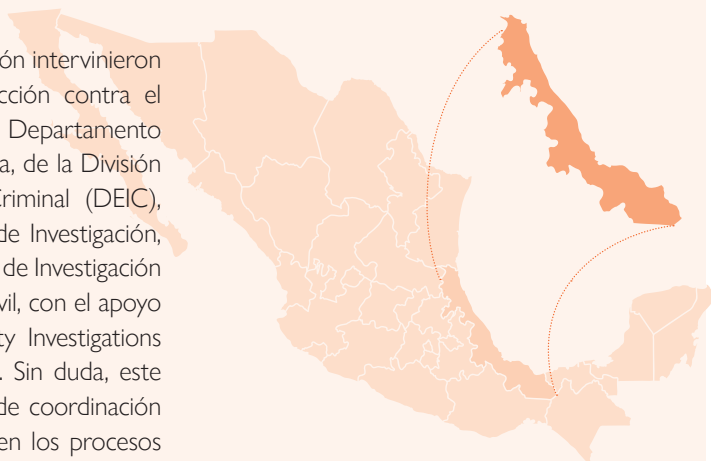 ón intervinieron
cción contra el
Departamento
a, de la División
Criminal (DEIC),
de Investigación,
de Investigación
vil, con el apoyo
ty Investigations
. Sin duda, este
de coordinación
en los procesos